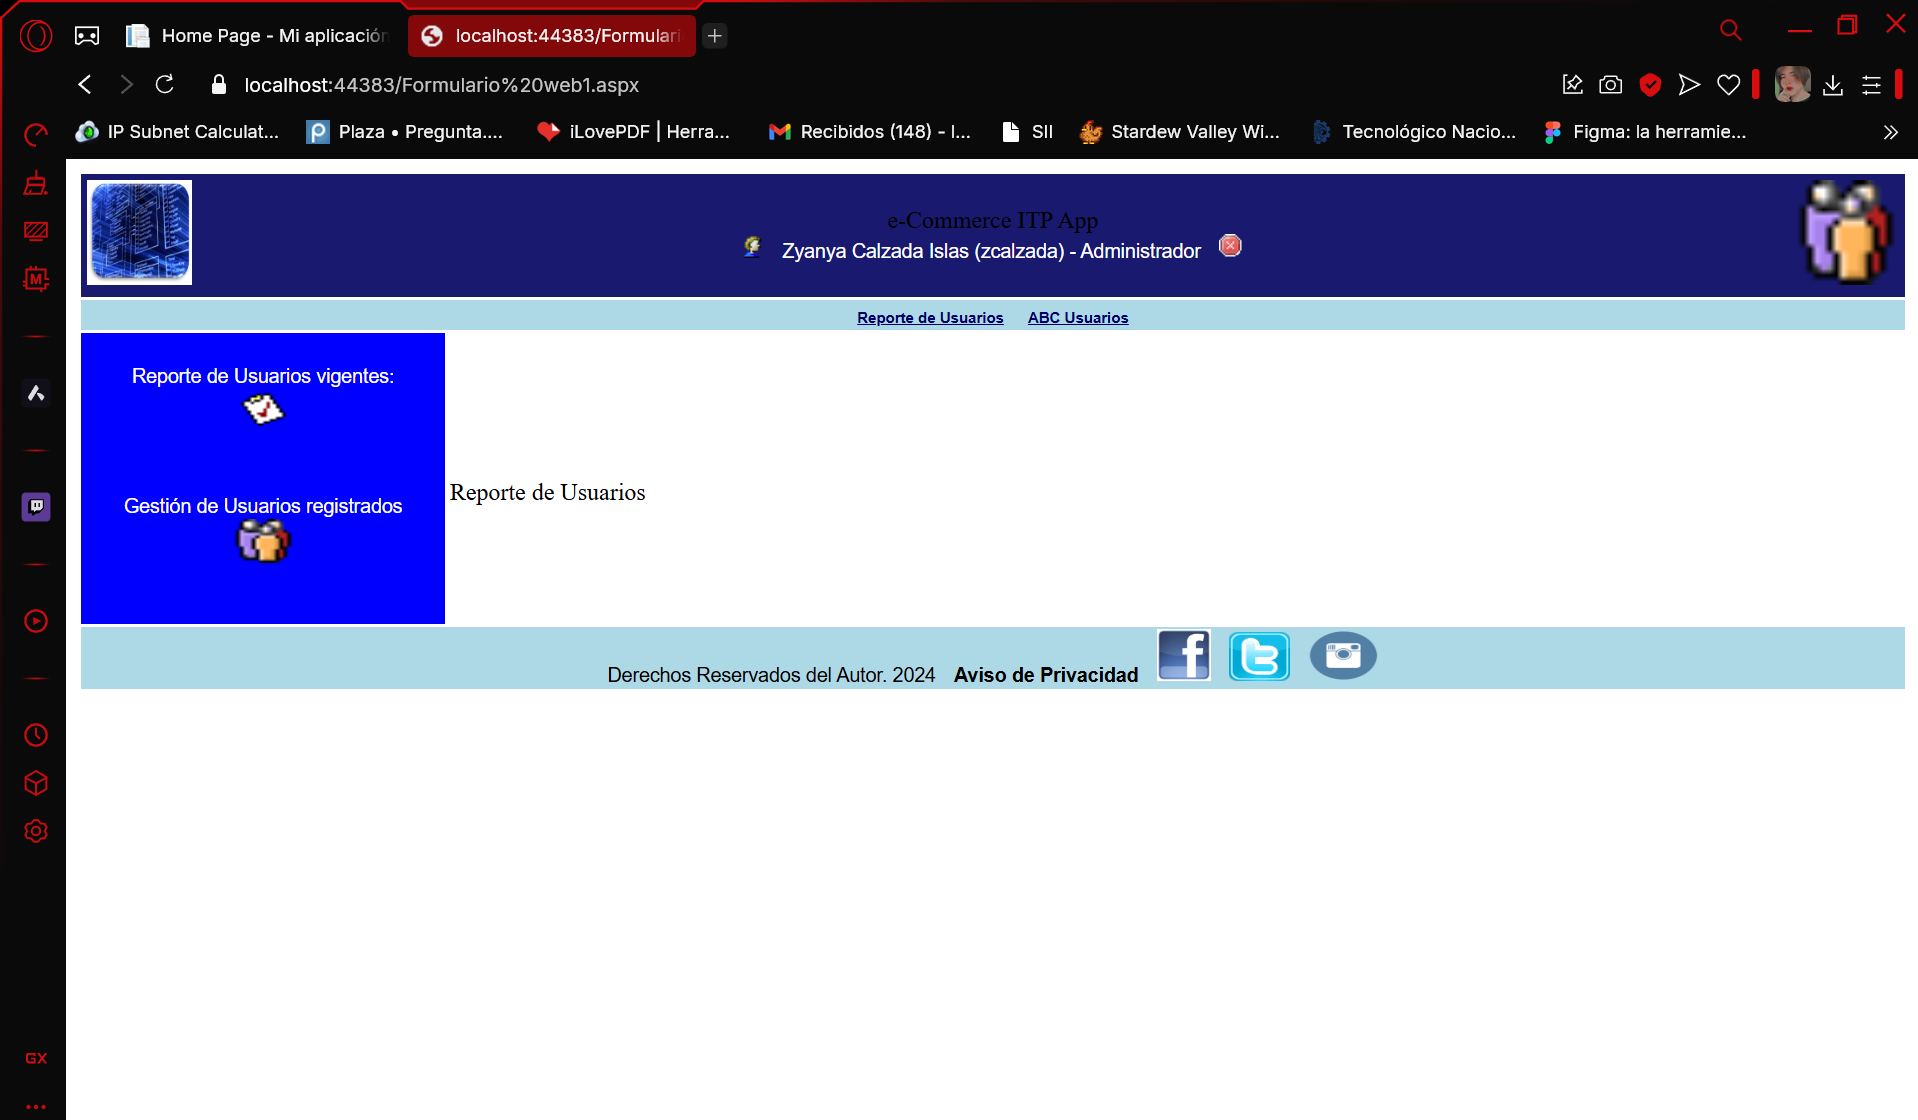 Home Page - Mi aplicación
localhost:44383/Formulari
localhost:44383/Formulario%20web1.aspx
IP Subnet Calculat...
Plaza • Pregunta....
iLovePDF | Herra...
Recibidos (148) - l...
SII
Stardew Valley Wi...
Tecnológico Nacio...
Figma: la herramie...
e-Commerce ITP App
Zyanya Calzada Islas (zcalzada) - Administrador
Reporte de Usuarios ABC Usuarios
Reporte de Usuarios vigentes:
Gestión de Usuarios registrados
Reporte de Usuarios
Derechos Reservados del Autor. 2024 Aviso de Privacidad
GX